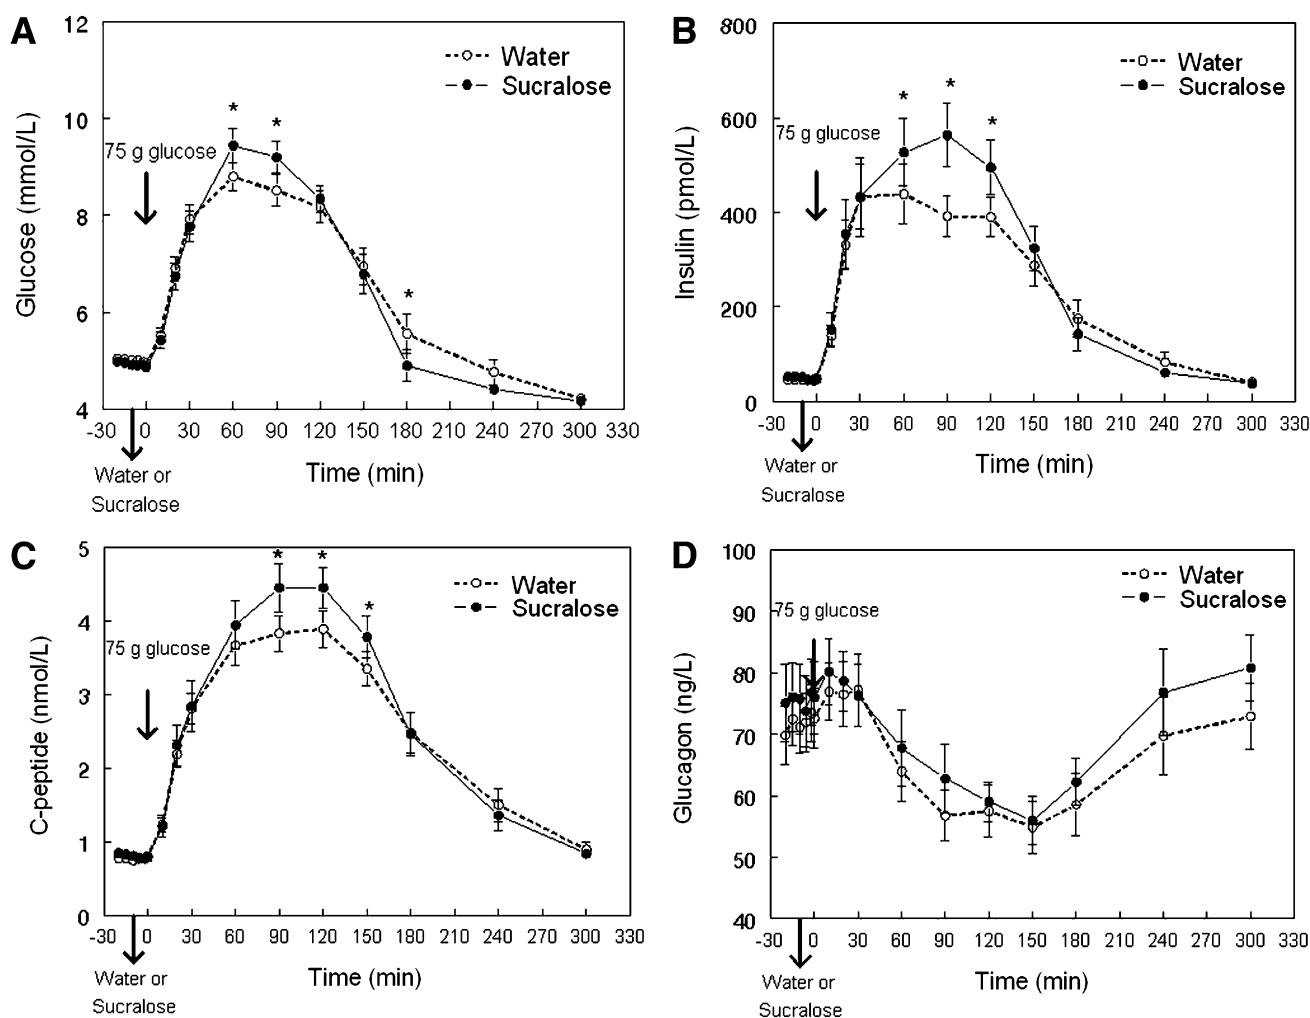 A
12
10
8
6
4
Glucose (mmol/L)
Water
Sucralose
75 g glucose
*
*
*
-30 0 30 60 90 120 150 180 210 240 270 300 330
Water or
Sucralose
Time (min)
B
800
600
400
200
0
Insulin (pmol/L)
Water
Sucralose
75 g glucose
*
*
*
-30 0 30 60 90 120 150 180 210 240 270 300 330
Water or
Sucralose
Time (min)
C
5
4
3
2
1
0
C-peptide (nmol/L)
Water
Sucralose
75 g glucose
*
*
*
-30 0 30 60 90 120 150 180 210 240 270 300 330
Water or
Sucralose
Time (min)
D
100
90
80
70
60
50
40
Glucagon (ng/L)
Water
Sucralose
75 g glucose
-30 0 30 60 90 120 150 180 210 240 270 300 330
Water or
Sucralose
Time (min)